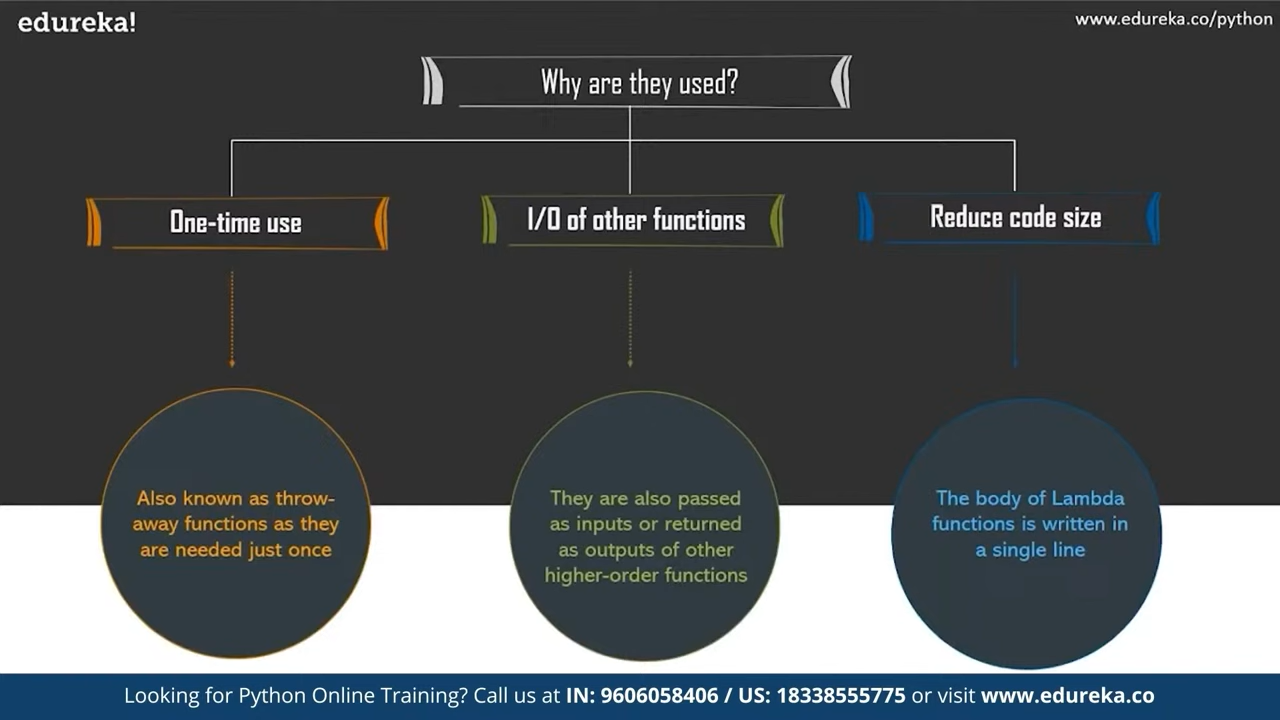 edureka!
www.edureka.co/python
Why are they used?
One-time use
I/O of other functions
Reduce code size
Also known as throw-
away functions as they
are needed just once
They are also passed
as inputs or returned
as outputs of other
higher-order functions
The body of Lambda
functions is written in
a single line
Looking for Python Online Training? Call us at IN: 9606058406 / US: 18338555775 or visit www.edureka.co